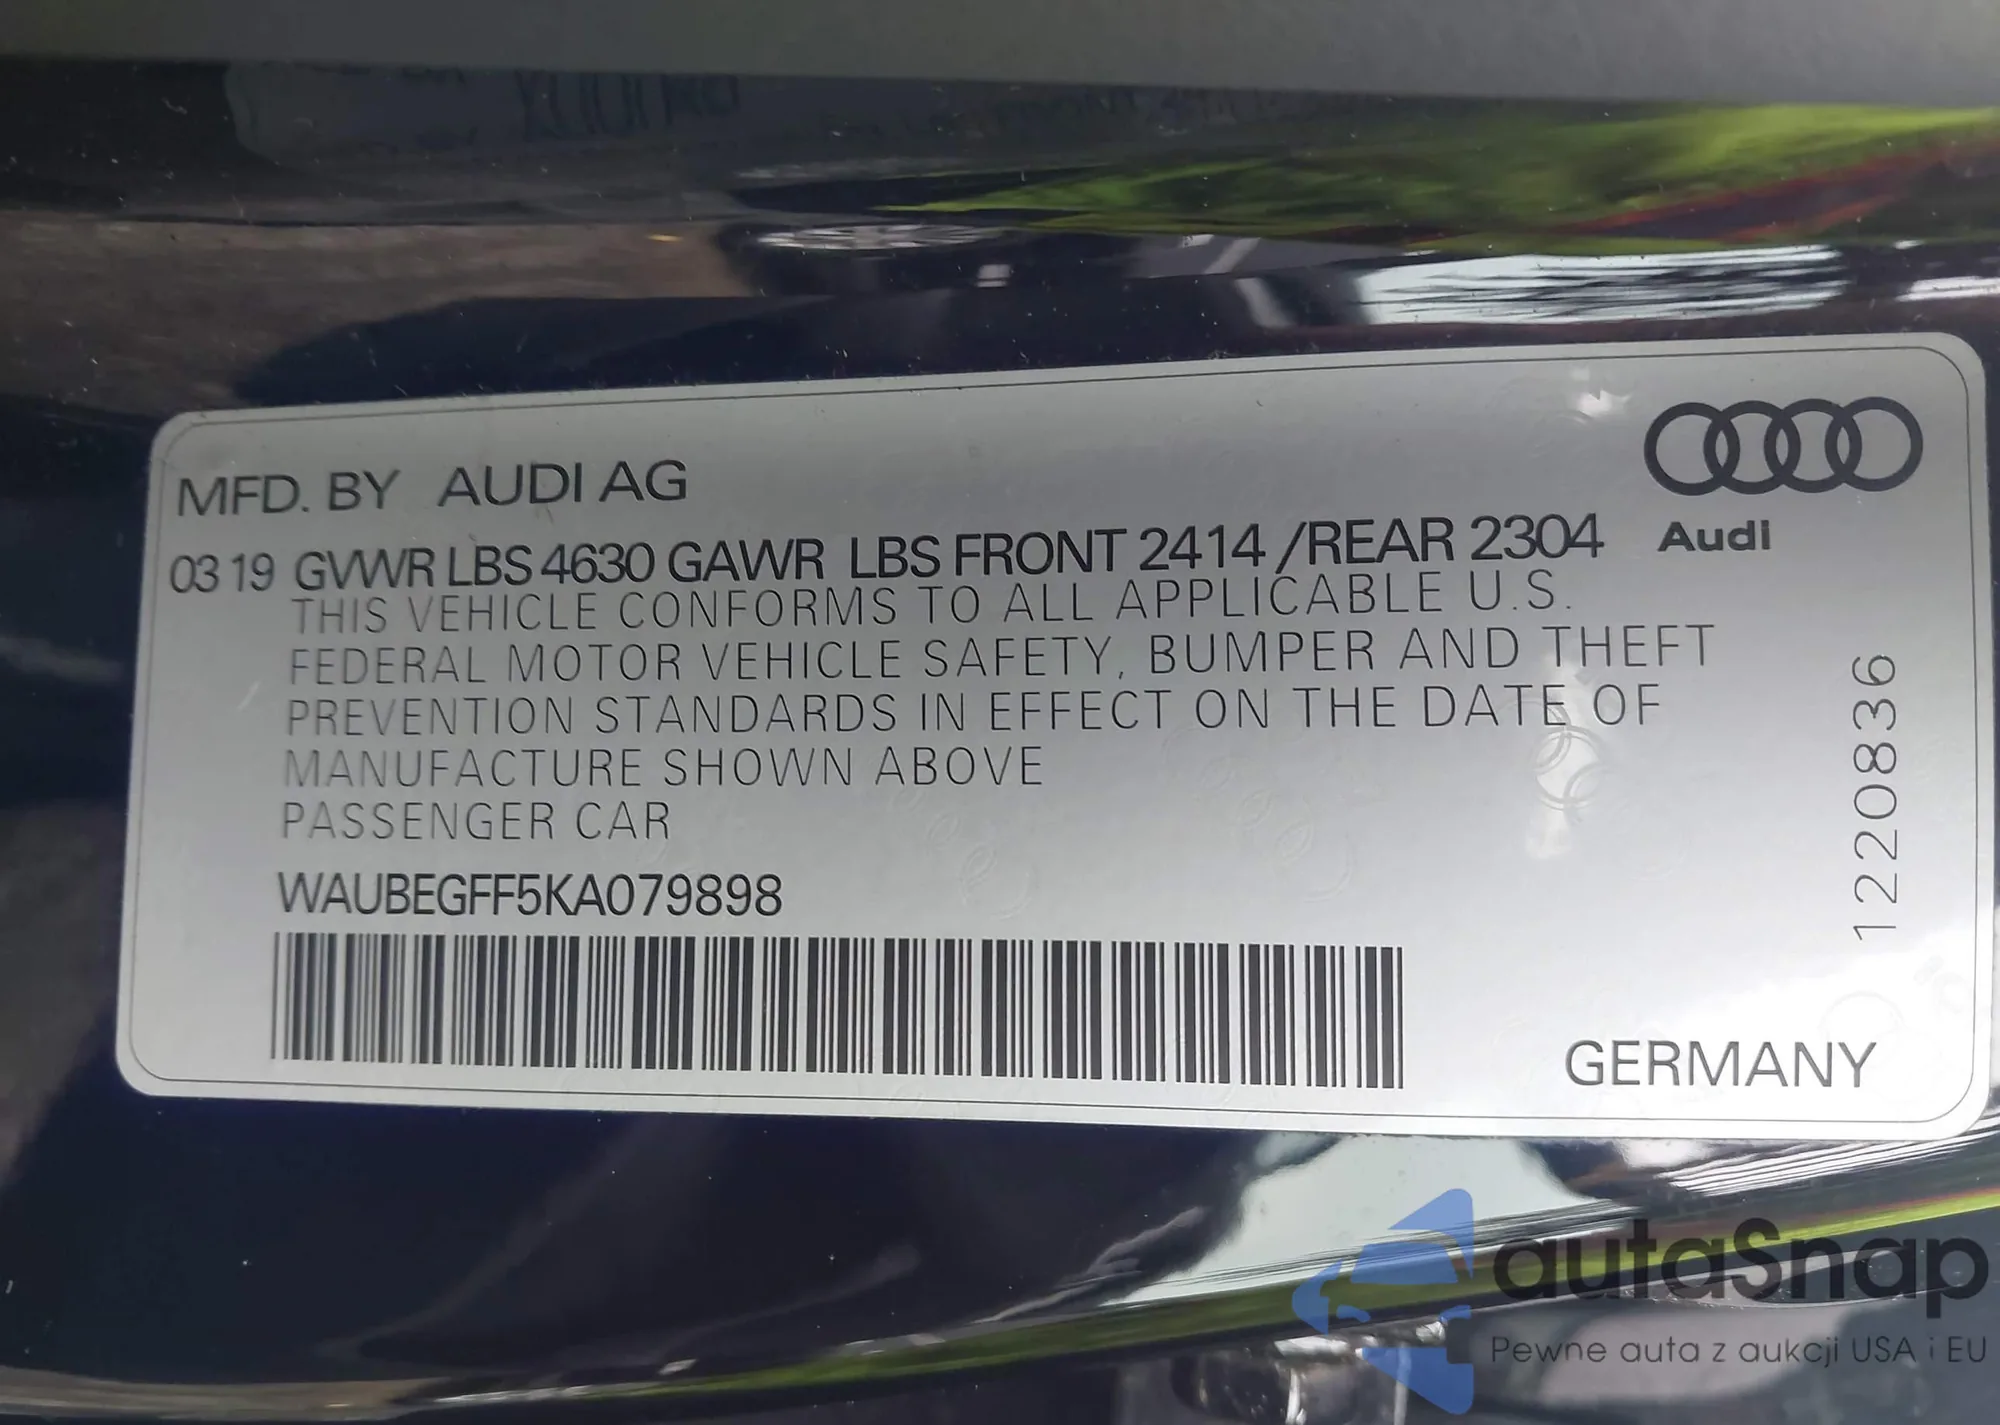 MFD. BY AUDI AG
Audi
03 19 GVWR LBS 4630 GAWR LBS FRONT 2414 /REAR 2304
THIS VEHICLE CONFORMS TO ALL APPLICABLE U.S.
FEDERAL MOTOR VEHICLE SAFETY, BUMPER AND THEFT
PREVENTION STANDARDS IN EFFECT ON THE DATE OF
MANUFACTURE SHOWN ABOVE
PASSENGER CAR
WAUBEGFF5KA079898
1220836
GERMANY
autaSnap
Pewne auta z aukcji USA i EU